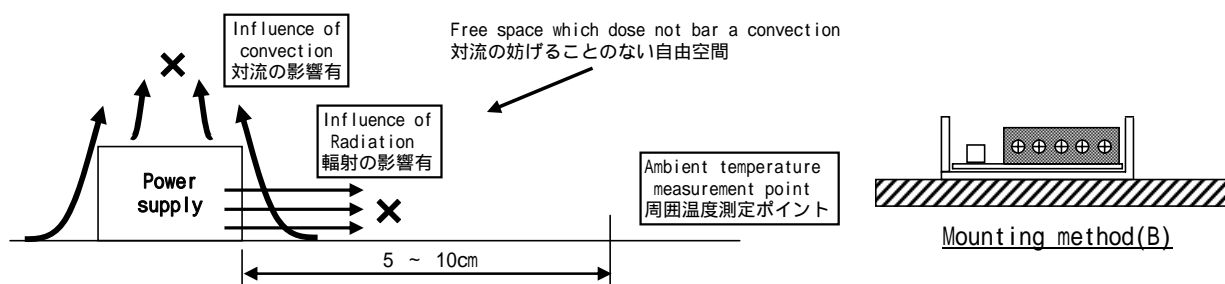 Influence of
convection
対流の影響有
Free space which dose not bar a convection
対流の妨げることのない自由空間
Influence of
Radiation
輻射の影響有
Power
supply
Ambient temperature
measurement point
周囲温度測定ポイント
5 ~ 10cm
Mounting method(B)